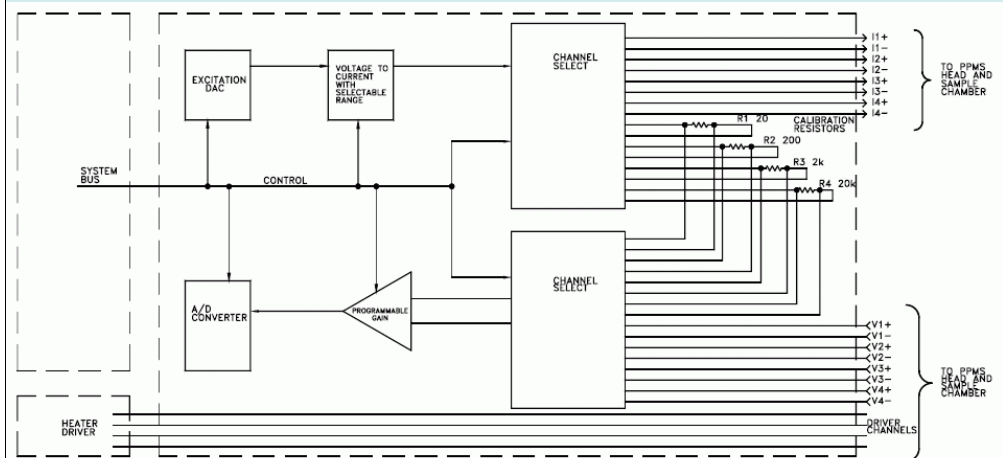 EXCITATION
DAC
VOLTAGE TO
CURRENT
WITH
SELECTABLE
RANGE
CHANNEL
SELECT
I1+
I1-
I2+
I2-
I3+
I3-
I4+
I4-
TO PPMS
HEAD AND
SAMPLE
CHAMBER
R1 20
CALIBRATION
RESISTORS
R2 200
R3 2k
R4 20k
SYSTEM
BUS
CONTROL
A/D
CONVERTER
PROGRAMMABLE
GAIN
CHANNEL
SELECT
V1+
V1-
V2+
V2-
V3+
V3-
V4+
V4-
TO PPMS
HEAD AND
SAMPLE
CHAMBER
HEATER
DRIVER
DRIVER
CHANNELS